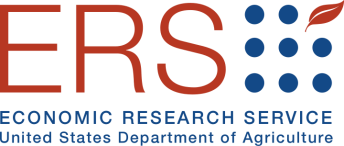 ERS
ECONOMIC RESEARCH SERVICE
United States Department of Agriculture